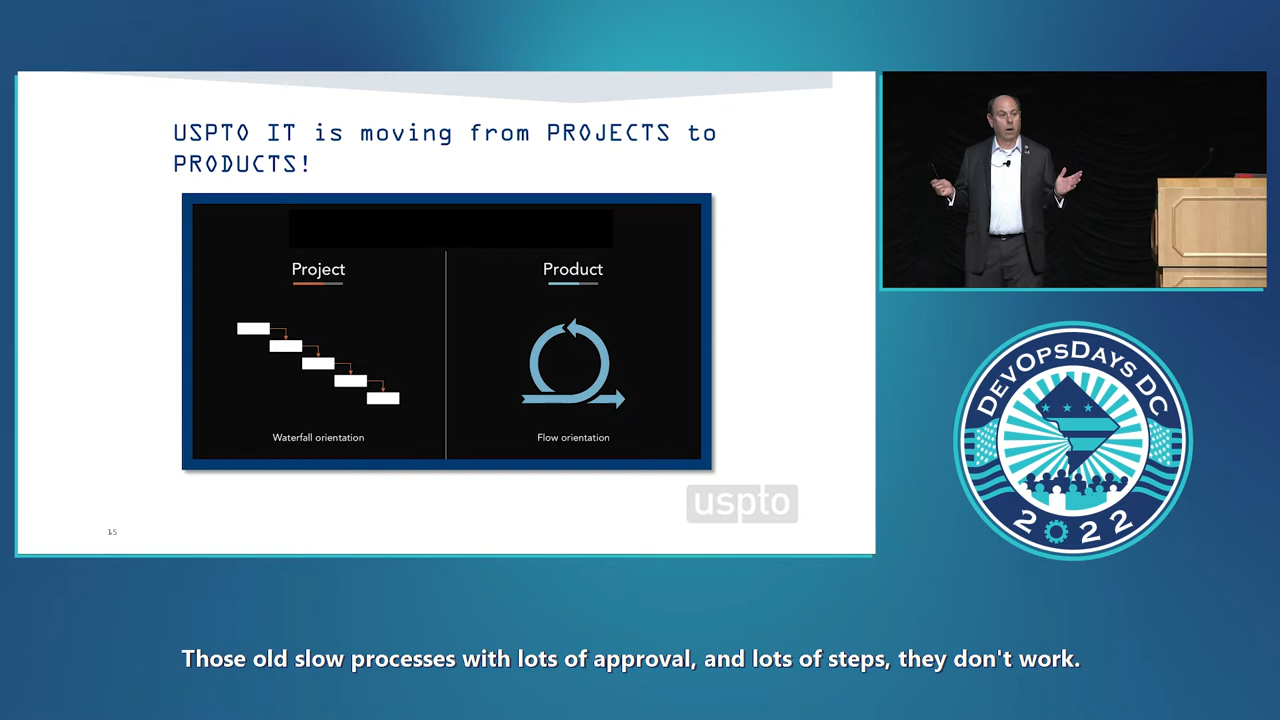 USPTO IT is moving from PROJECTS to
PRODUCTS!
Project
Product
Waterfall orientation
Flow orientation
uspto
15
DEVOPSDAYS DC
2022
Those old slow processes with lots of approval, and lots of steps, they don't work.